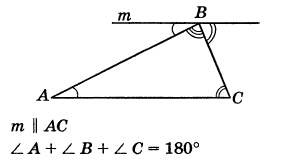 m
B
A
C
m ∥ AC
∠A + ∠B + ∠C = 180°